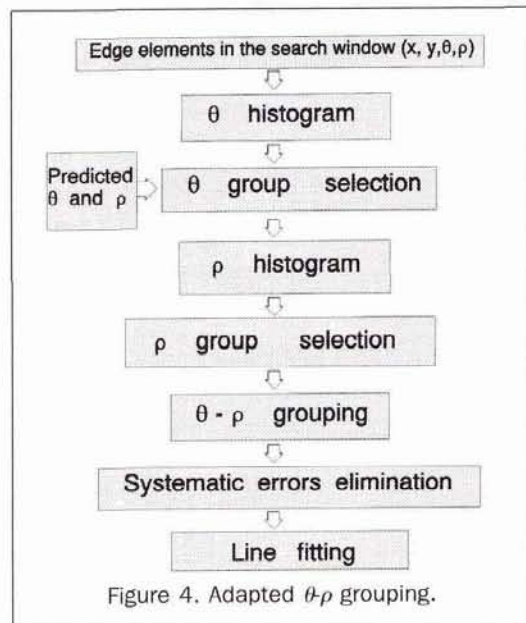 Edge elements in the search window (x, y,θ,ρ)
θ histogram
Predicted
θ and ρ
θ group selection
ρ histogram
ρ group selection
θ - ρ grouping
Systematic errors elimination
Line fitting
Figure 4. Adapted θ-ρ grouping.